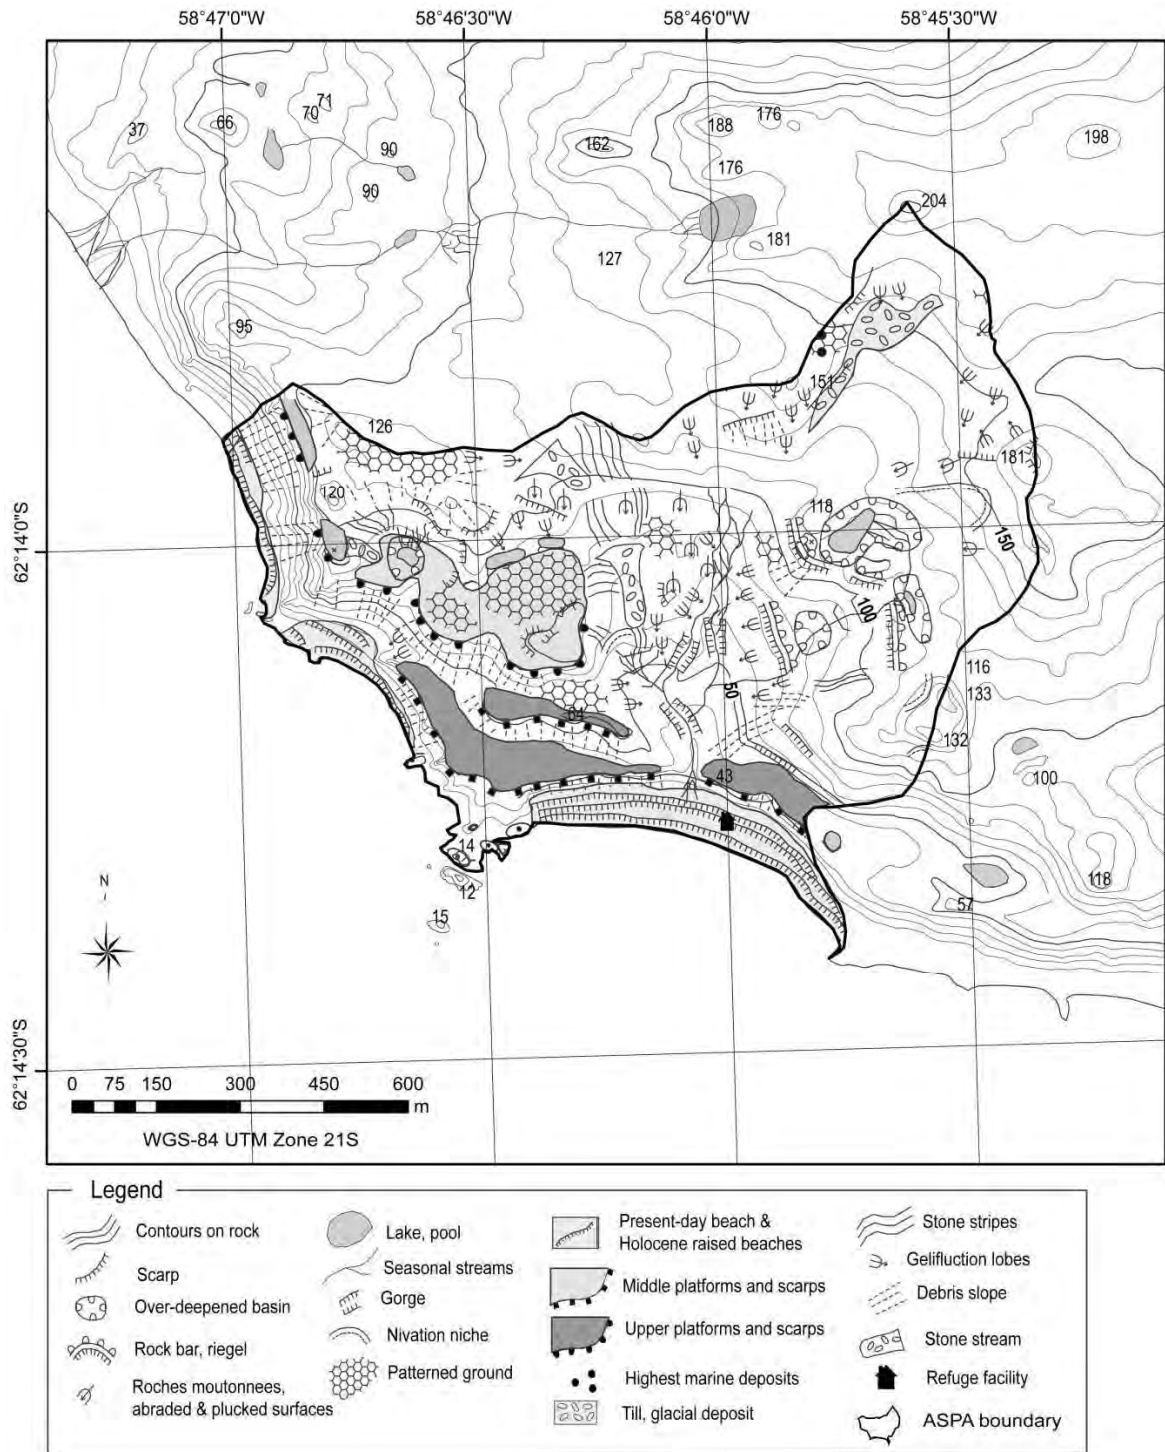 58°47'0"W 58°46'30"W 58°46'0"W 58°45'30"W
71
70
66
37
188
176
198
162
90
176
90
204
181
127
95
151
126
181
120
118
62°14'0"S
150
100
116
50
133
64
132
43
100
14
118
12
57
15
N
62°14'30"S
0 75 150 300 450 600
m
WGS-84 UTM Zone 21S
Legend
Contours on rock
Scarp
Over-deepened basin
Rock bar, riegel
Roches moutonnees,
abraded & plucked surfaces
Lake, pool
Seasonal streams
Gorge
Nivation niche
Patterned ground
Present-day beach &
Holocene raised beaches
Middle platforms and scarps
Upper platforms and scarps
Highest marine deposits
Till, glacial deposit
Stone stripes
Gelifluction lobes
Debris slope
Stone stream
Refuge facility
ASPA boundary